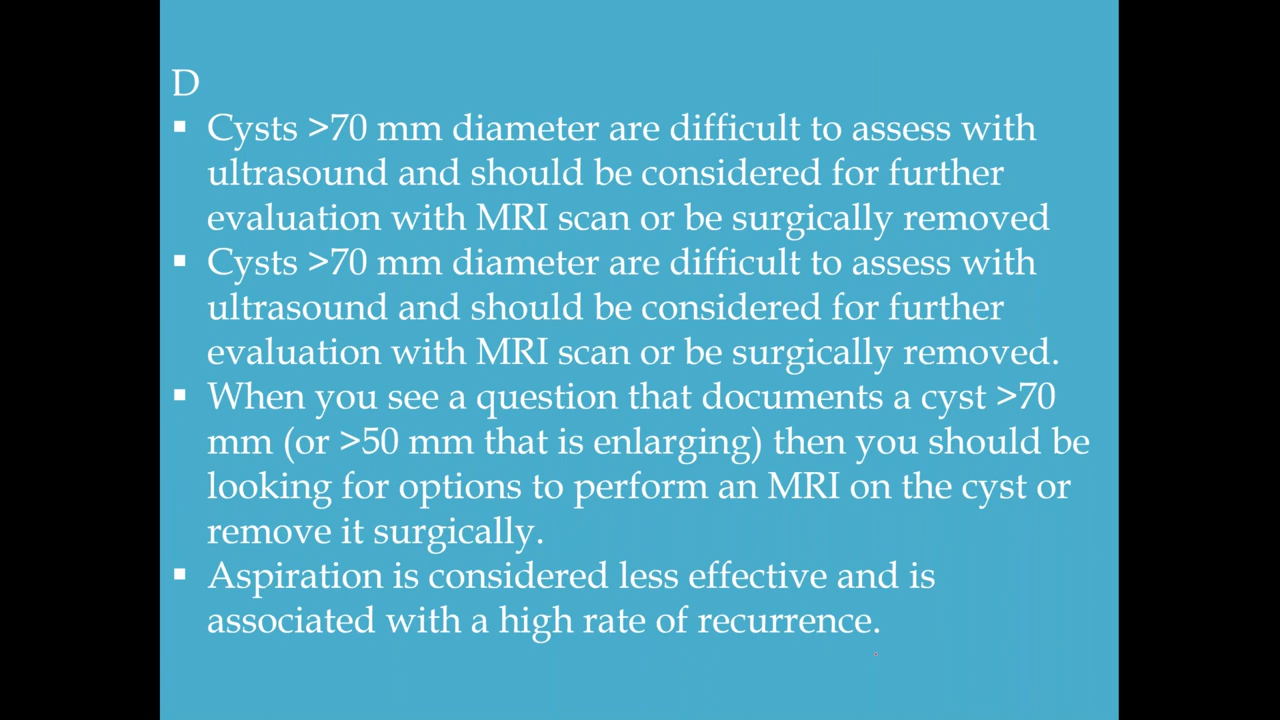 D
▪ Cysts >70 mm diameter are difficult to assess with
ultrasound and should be considered for further
evaluation with MRI scan or be surgically removed
▪ Cysts >70 mm diameter are difficult to assess with
ultrasound and should be considered for further
evaluation with MRI scan or be surgically removed.
▪ When you see a question that documents a cyst >70
mm (or >50 mm that is enlarging) then you should be
looking for options to perform an MRI on the cyst or
remove it surgically.
▪ Aspiration is considered less effective and is
associated with a high rate of recurrence.